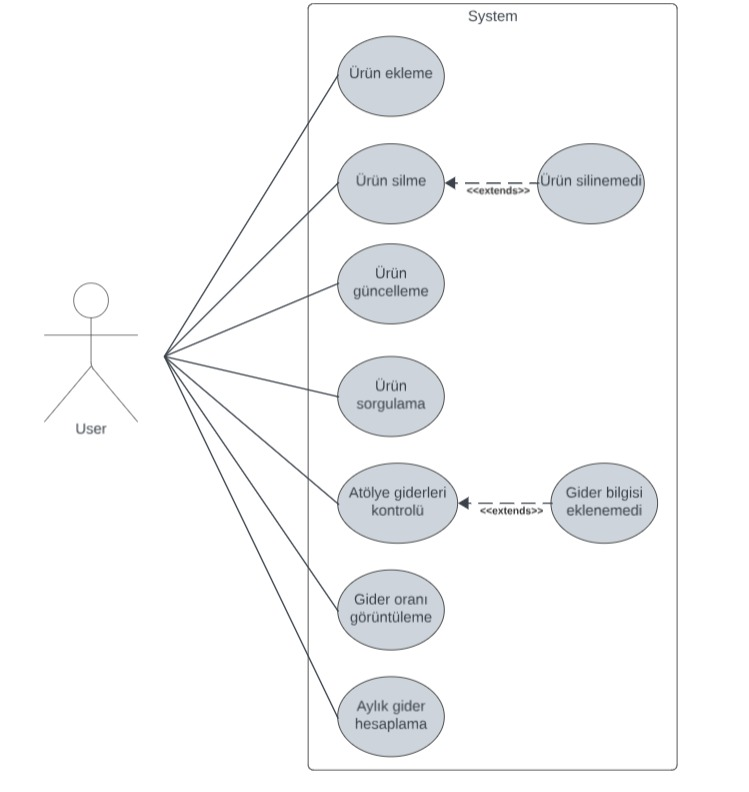 System
Ürün ekleme
Ürün silme
<<extends>>
Ürün silinemedi
Ürün
güncelleme
Ürün
sorgulama
User
Atölye giderleri
kontrolü
<<extends>>
Gider bilgisi
eklenemedi
Gider oranı
görüntüleme
Aylık gider
hesaplama